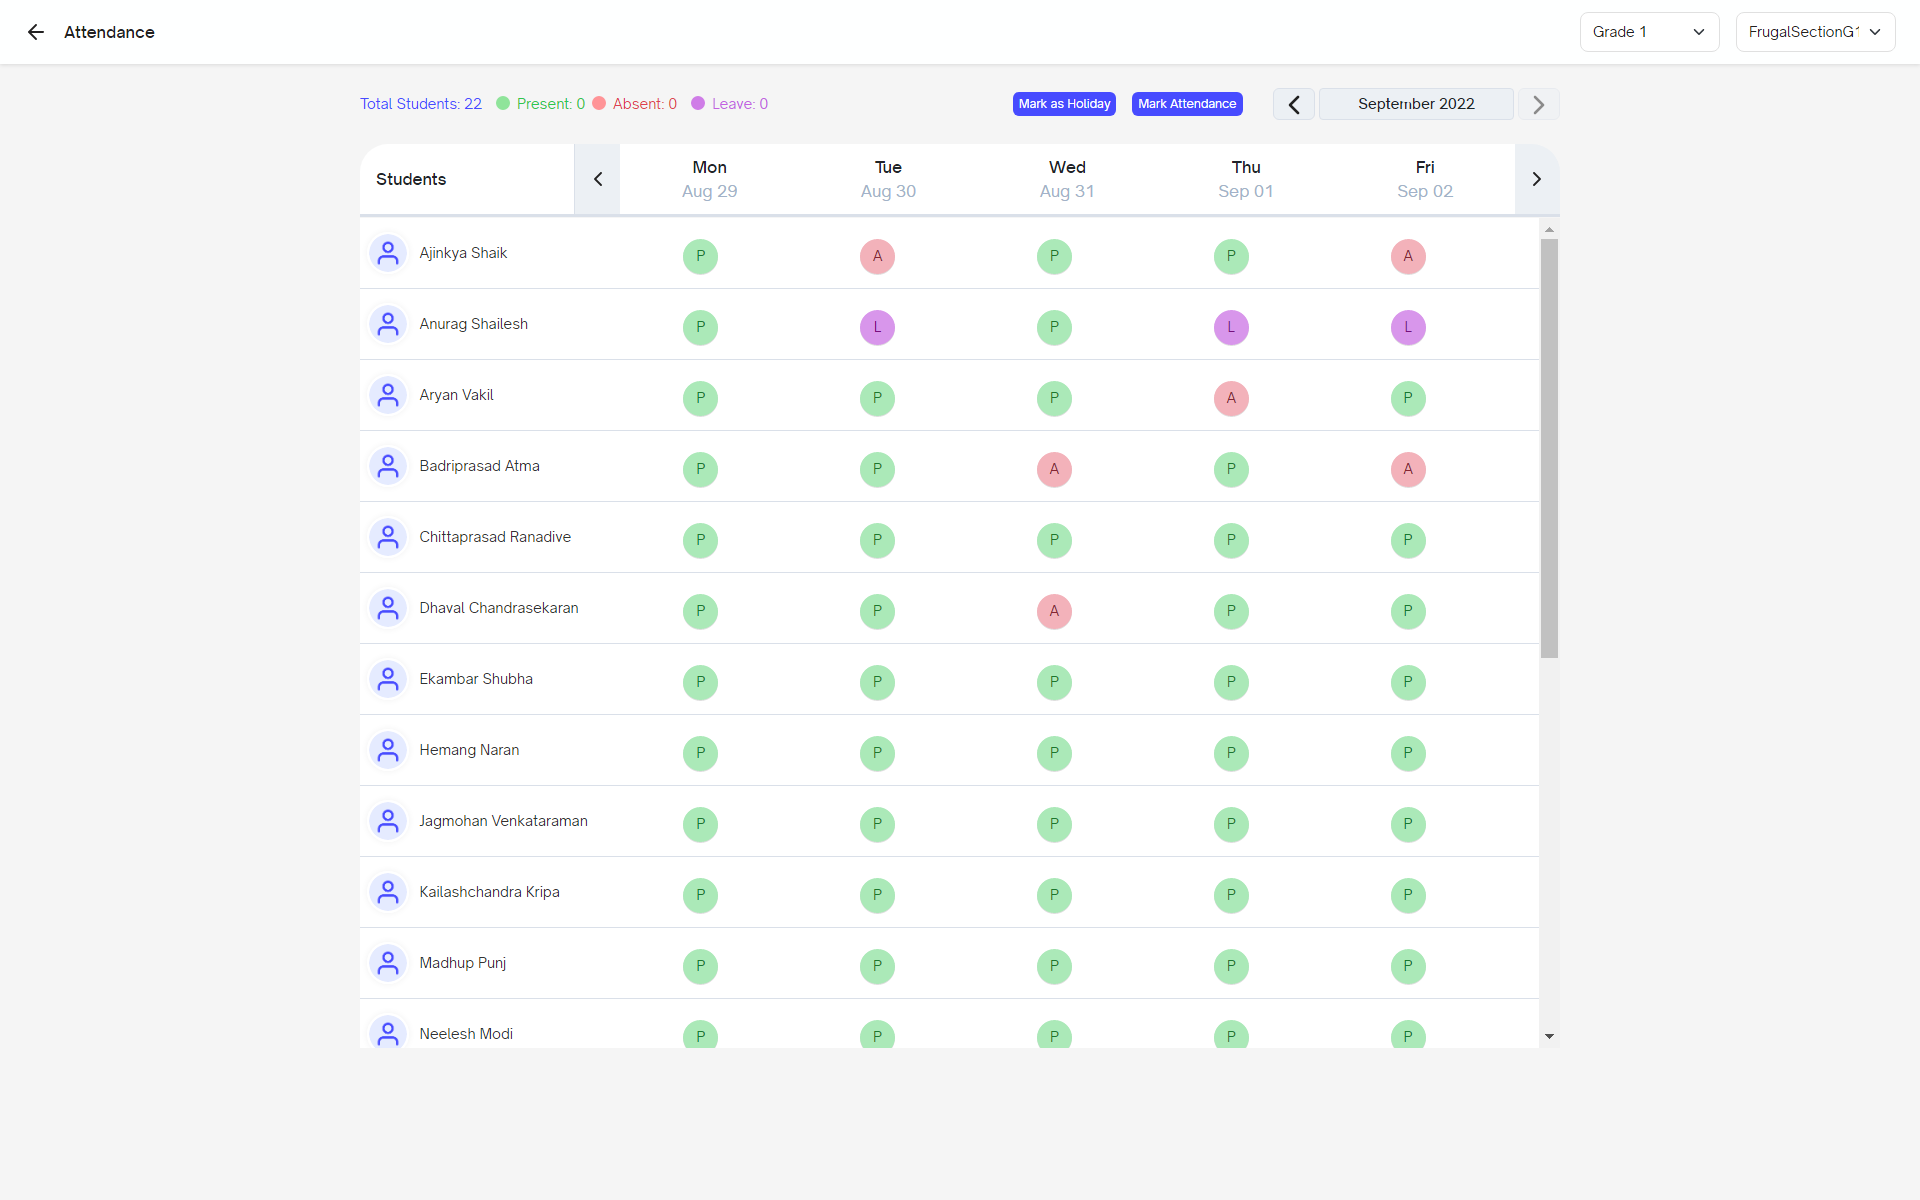 Attendance
Grade 1
FrugalSectionG1
Total Students: 22 Present: 0 Absent: 0 Leave: 0
Mark as Holiday
Mark Attendance
September 2022
Students
Mon Tue Wed Thu Fri
Aug 29 Aug 30 Aug 31 Sep 01 Sep 02
Ajinkya Shaik P A P P A
Anurag Shailesh P L P L L
Aryan Vakil P P P A P
Badriprasad Atma P P A P A
Chittaprasad Ranadive P P P P P
Dhaval Chandrasekaran P P A P P
Ekambar Shubha P P P P P
Hemang Naran P P P P P
Jagmohan Venkataraman P P P P P
Kailashchandra Kripa P P P P P
Madhup Punj P P P P P
Neelesh Modi P P P P P